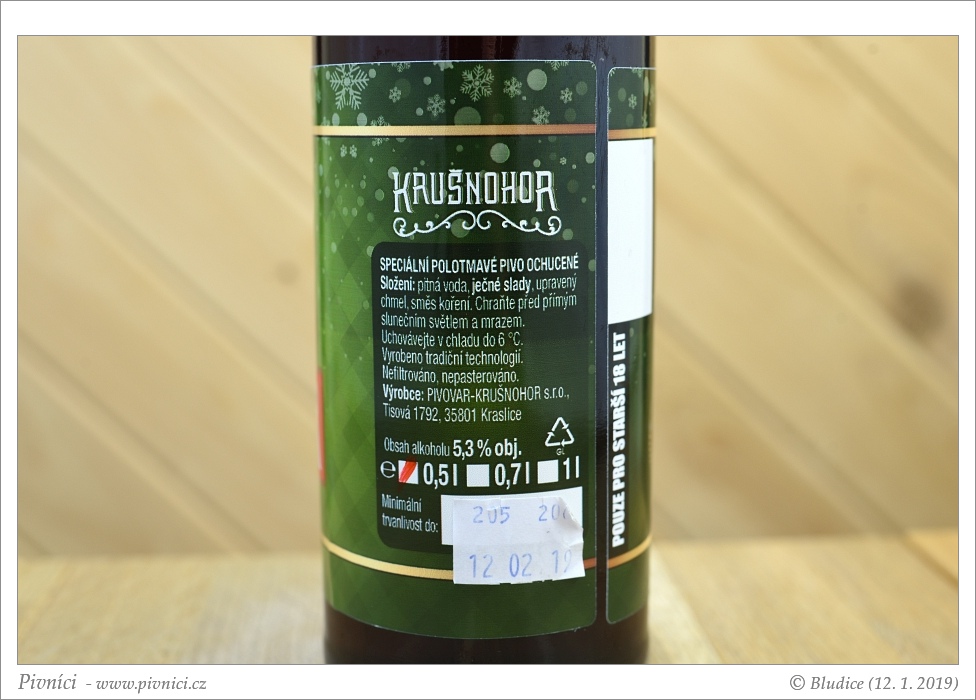 KRUŠNOHOR
SPECIÁLNÍ POLOTMAVÉ PIVO OCHUCENÉ
Složení: pitná voda, ječné slady, upravený
chmel, směs koření. Chraňte před přímým
slunečním světlem a mrazem.
Uchovávejte v chladu do 6 °C.
Vyrobeno tradiční technologií.
Nefiltrováno, nepasterováno.
Výrobce: PIVOVAR-KRUŠNOHOR s.r.o.,
Tisová 1792, 35801 Kraslice
Obsah alkoholu 5,3 % obj.
GL
e 0,5 l 0,7 l 1 l
Minimální
trvanlivost do:
205
12 02 19
POUZE PRO STARŠÍ 18 LET
Pivníci - www.pivnici.cz
© Bludice (12. 1. 2019)